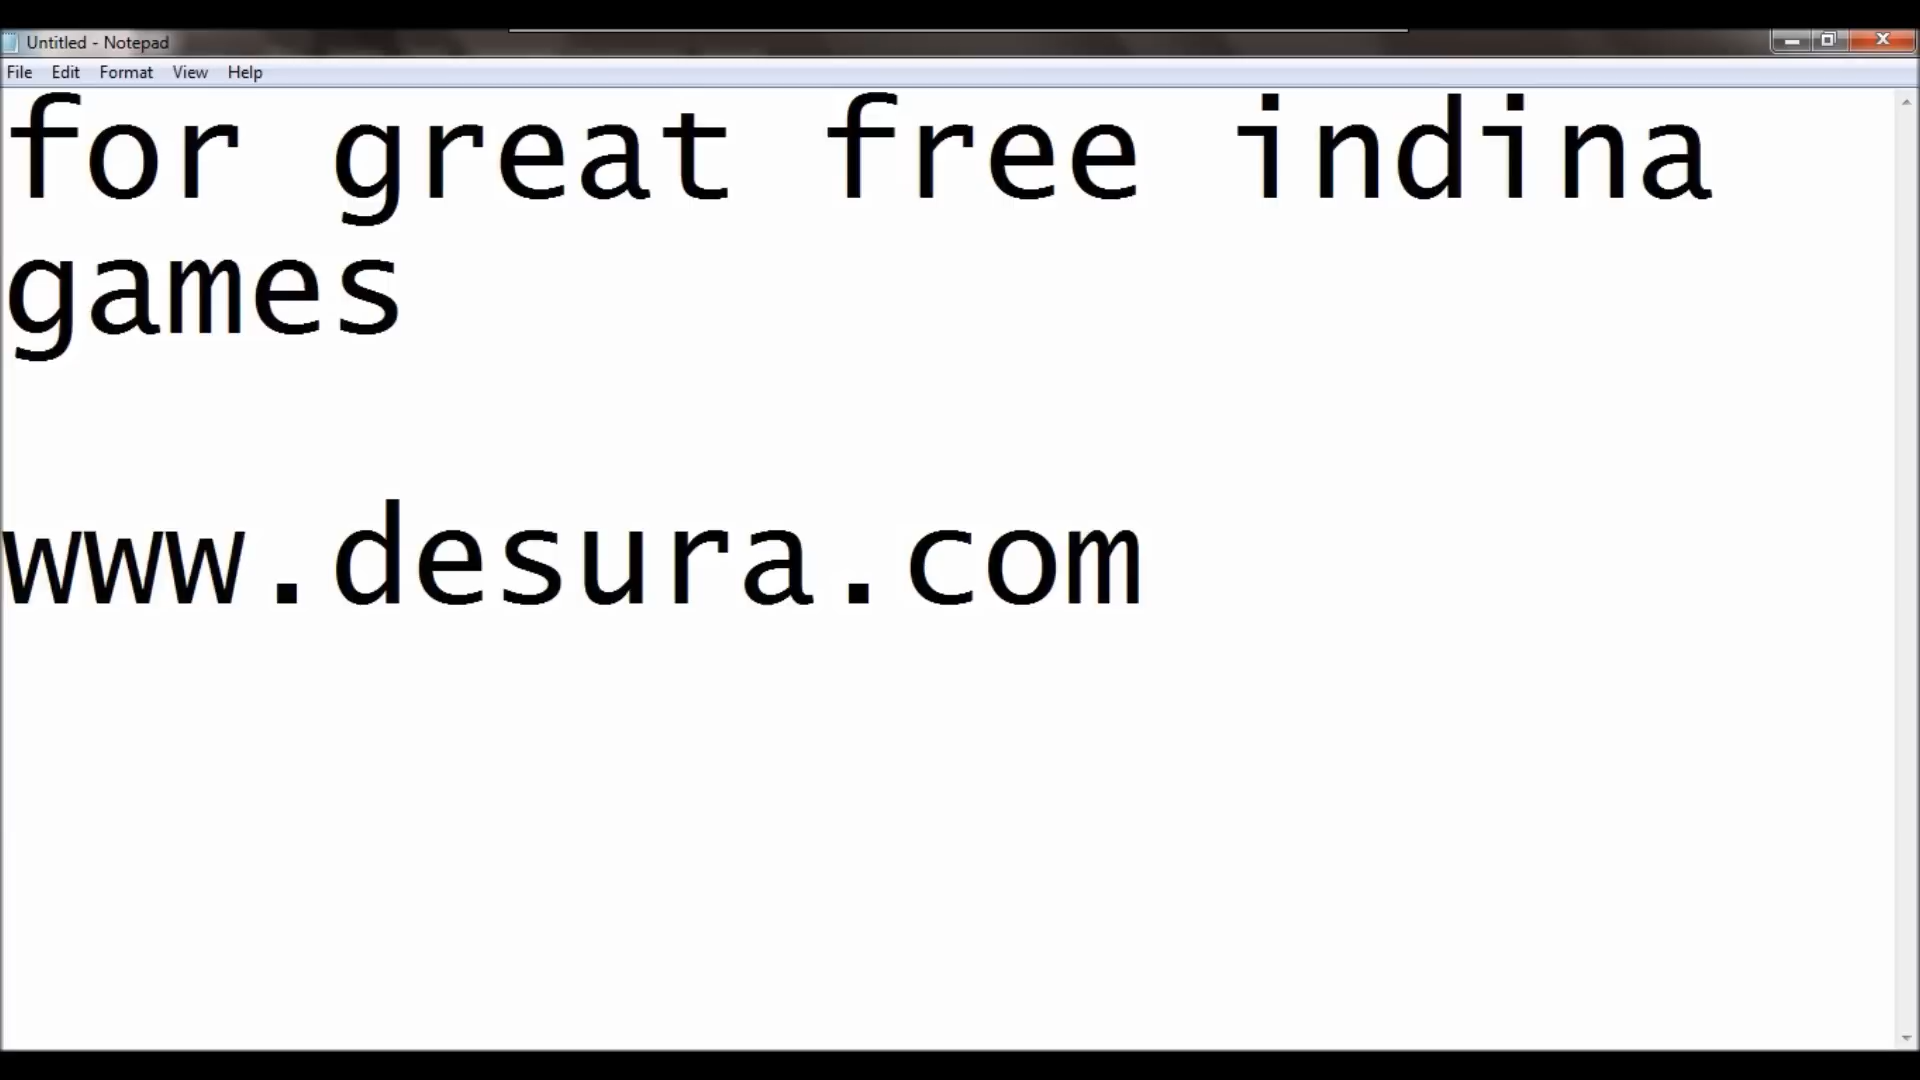 Untitled - Notepad
File Edit Format View Help
for great free indina
games
www.desura.com